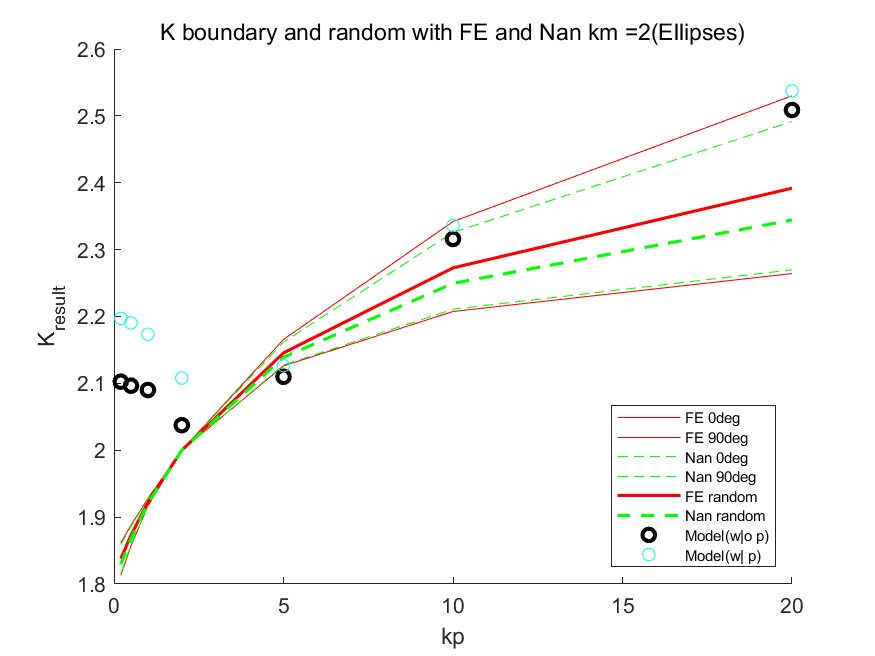 K boundary and random with FE and Nan km =2(Ellipses)
2.6
2.5
2.4
2.3
2.2
2.1
2
1.9
1.8
K_result
0 5 10 15 20
kp
FE 0deg
FE 90deg
Nan 0deg
Nan 90deg
FE random
Nan random
Model(w|o p)
Model(w| p)